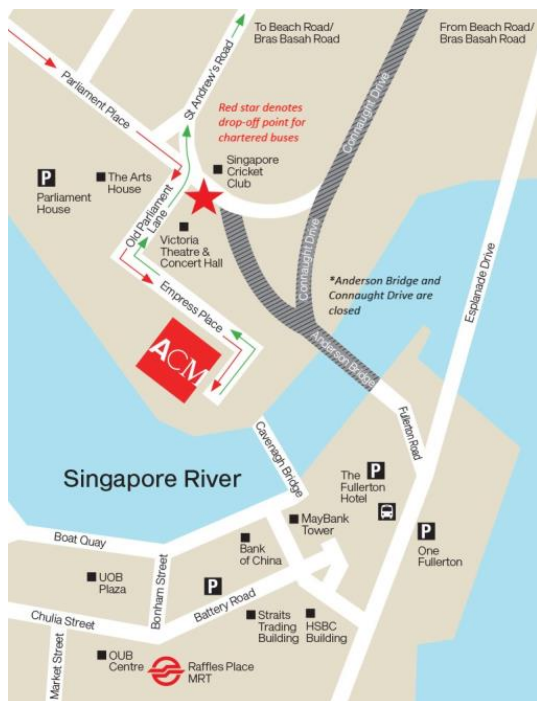 To Beach Road/
Bras Basah Road
From Beach Road/
Bras Basah Road
Parliament Place
St Andrew's Road
Red star denotes
drop-off point for
chartered buses
Connaught Drive
Singapore
Cricket
Club
The Arts
House
P
Parliament
House
Old Parliament
Lane
Victoria
Theatre &
Concert Hall
Connaught Drive
Esplanade Drive
*Anderson Bridge and
Connaught Drive are
closed
Empress Place
ACM
Anderson Bridge
Fullerton Road
Cavenagh Bridge
Singapore River
P
The
Fullerton
Hotel
MayBank
Tower
P
One
Fullerton
Boat Quay
Bank
of China
UOB
Plaza
Bonham Street
P
Battery Road
Chulia Street
Straits
Trading
Building
HSBC
Building
Market Street
OUB
Centre
Raffles Place
MRT